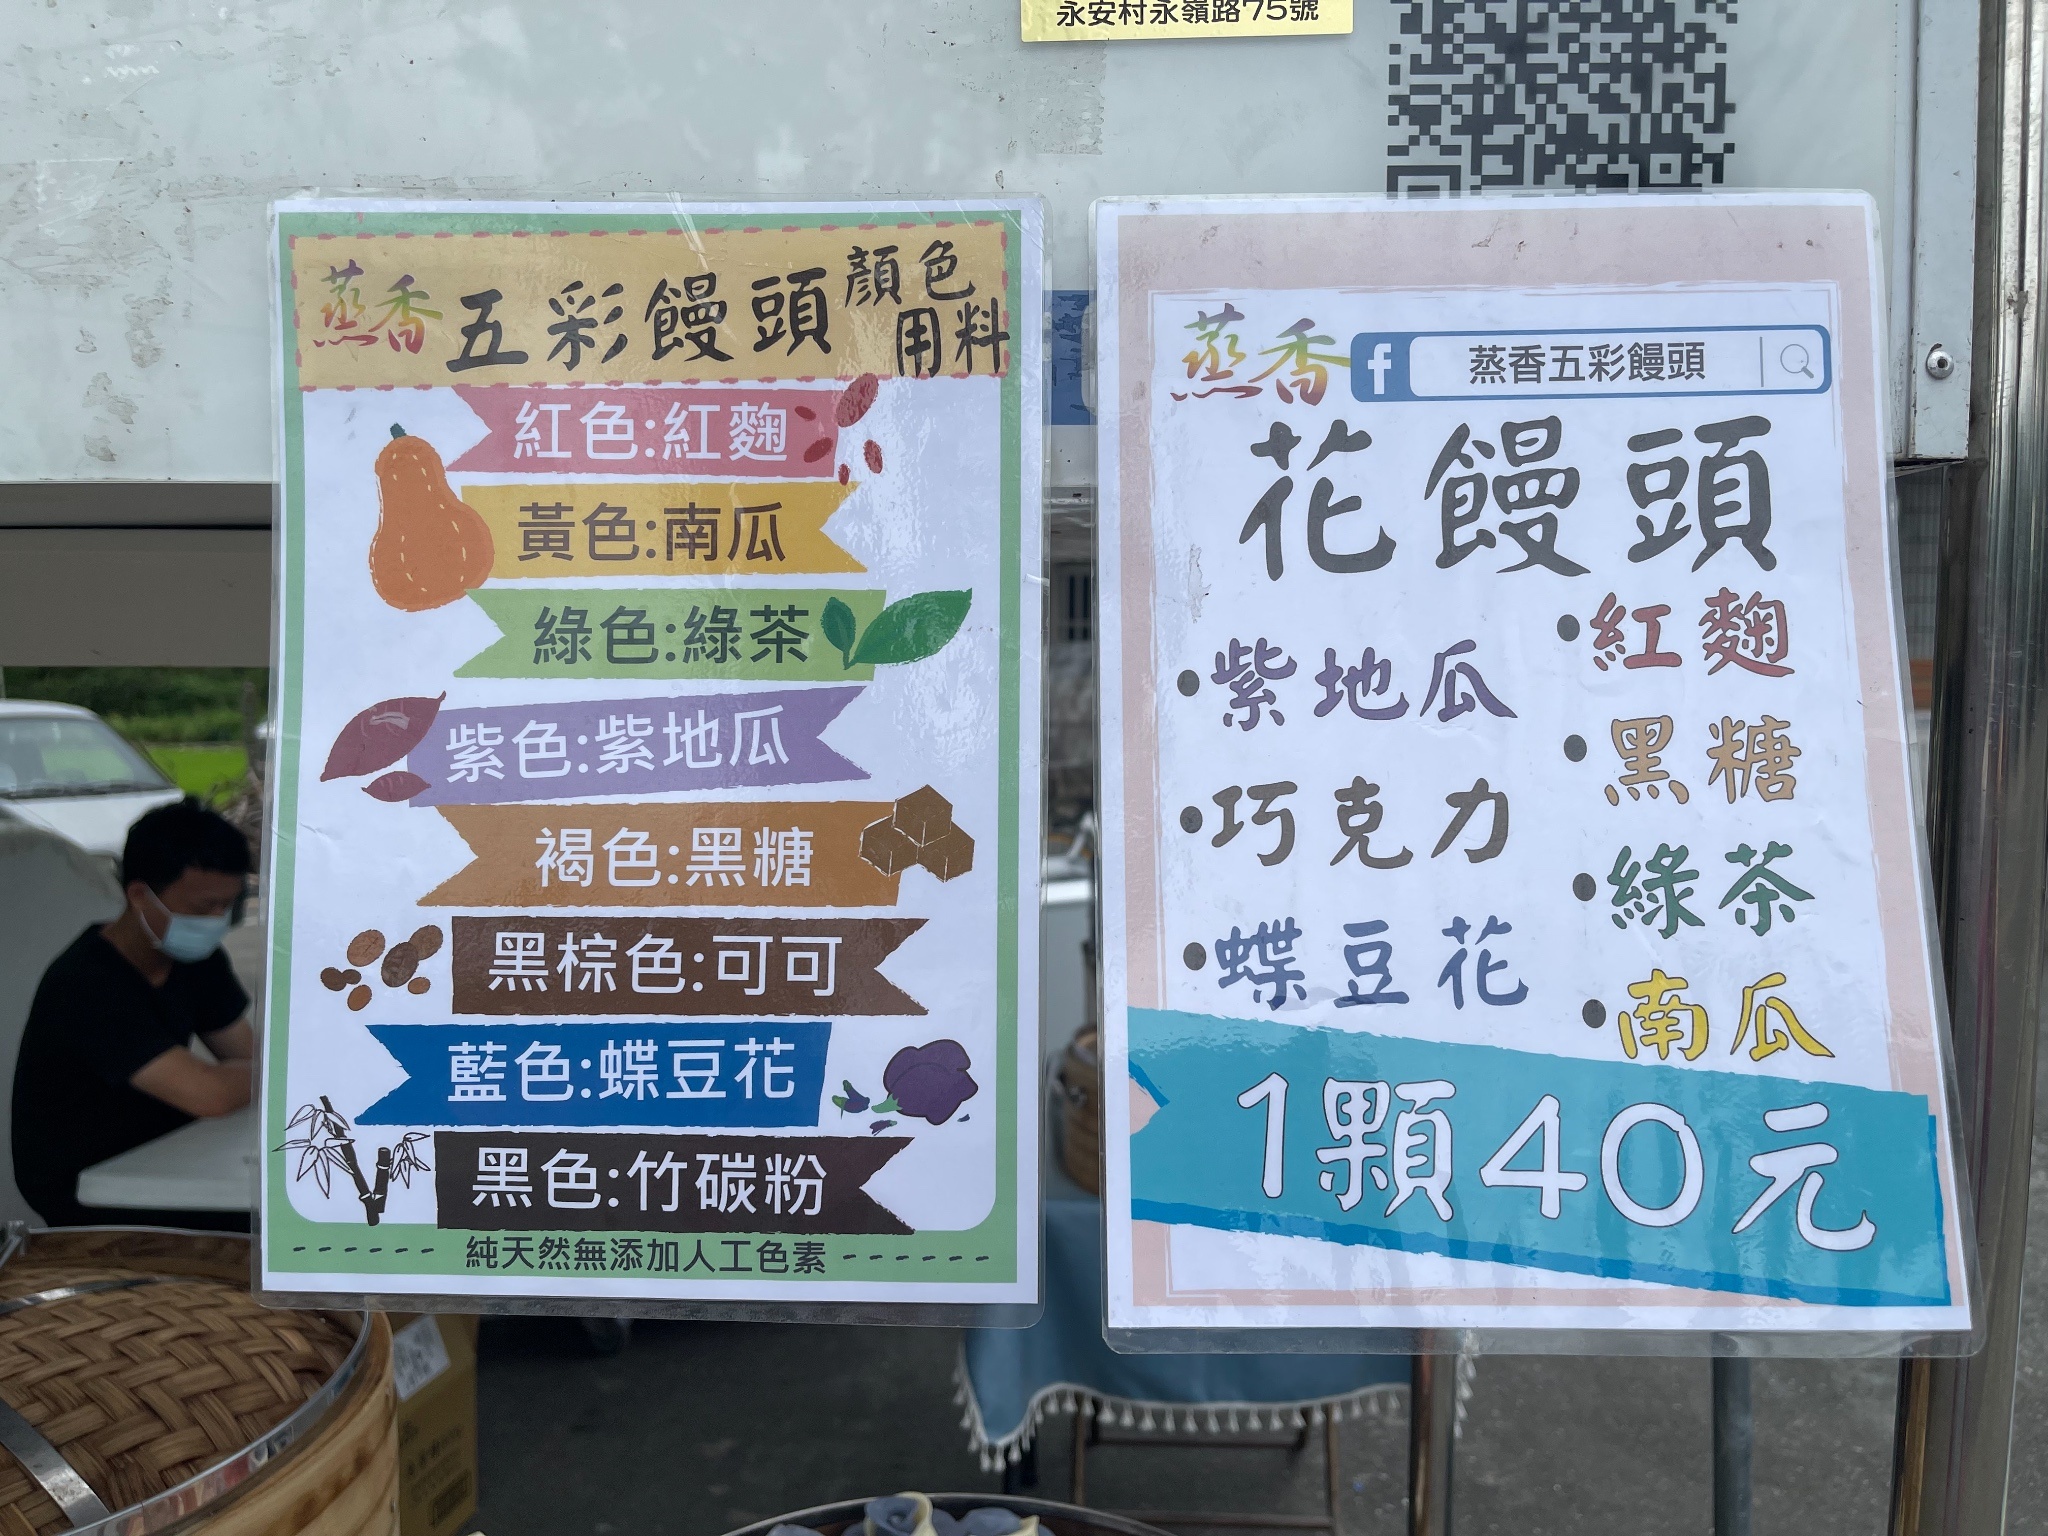 永安村永嶺路75號
蒸香 五彩饅頭 顏色用料
紅色:紅麴
黃色:南瓜
綠色:綠茶
紫色:紫地瓜
褐色:黑糖
黑棕色:可可
藍色:蝶豆花
黑色:竹碳粉
純天然無添加人工色素
蒸香 f 蒸香五彩饅頭
花饅頭
•紫地瓜
•巧克力
•蝶豆花
•紅麴
•黑糖
•綠茶
•南瓜
1顆40元